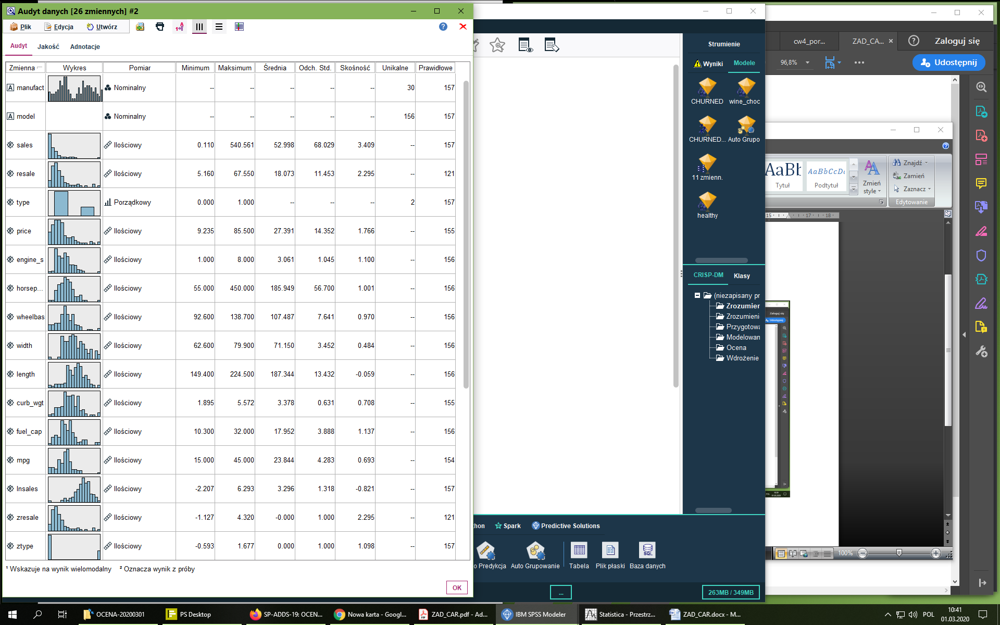 Audyt danych [26 zmiennych] #2
Plik Edycja Utwórz
Audyt Jakość Adnotacje
Zmienna Wykres Pomiar Minimum Maksimum Średnia Odch. Std. Skośność Unikalne Prawidłowe
manufact Nominalny -- -- -- -- -- 30 157
model Nominalny -- -- -- -- -- 156 157
sales Ilościowy 0.110 540.561 52.998 68.029 3.409 -- 157
resale Ilościowy 5.160 67.550 18.073 11.453 2.295 -- 121
type Porządkowy 0.000 1.000 -- -- -- 2 157
price Ilościowy 9.235 85.500 27.391 14.352 1.766 -- 155
engine_s Ilościowy 1.000 8.000 3.061 1.045 1.100 -- 156
horsep... Ilościowy 55.000 450.000 185.949 56.700 1.001 -- 156
wheelbas Ilościowy 92.600 138.700 107.487 7.641 0.970 -- 156
width Ilościowy 62.600 79.900 71.150 3.452 0.484 -- 156
length Ilościowy 149.400 224.500 187.344 13.432 -0.059 -- 156
curb_wgt Ilościowy 1.895 5.572 3.378 0.631 0.708 -- 155
fuel_cap Ilościowy 10.300 32.000 17.952 3.888 1.137 -- 156
mpg Ilościowy 15.000 45.000 23.844 4.283 0.693 -- 154
lnsales Ilościowy -2.207 6.293 3.296 1.318 -0.821 -- 157
zresale Ilościowy -1.127 4.320 -0.000 1.000 2.295 -- 121
ztype Ilościowy -0.593 1.677 0.000 1.000 1.098 -- 157
¹ Wskazuje na wynik wielomodalny ² Oznacza wynik z próby
OK
Strumienie
Wyniki Modele
CHURNED wine_choc
CHURNED... Auto Grupo
11 zmienn.
healthy
CRISP-DM Klasy
(niezapisany pr
Zrozumier
Zrozumieni
Przygotowa
Modelowan
Ocena
Wdrożenie
thon Spark Predictive Solutions
o Predykcja Auto Grupowanie Tabela Plik płaski Baza danych
... 263MB / 349MB
cw4_por... ZAD_CA... × Zaloguj się
96,8% Udostępnij
AaBb AaBbCcDc
Tytuł Podtytuł
Zmień style
Znajdź
Zamień
Zaznacz
Edytowanie
15 17 18
Zaloguj się
Udostępnij
100%
OCENA-20200301 PS Desktop SP-ADDS-19: OCEN... Nowa karta - Googl... ZAD_CAR.pdf - Ad... IBM SPSS Modeler Statistica - Przestrz... ZAD_CAR.docx - M... POL 10:41
01.03.2020